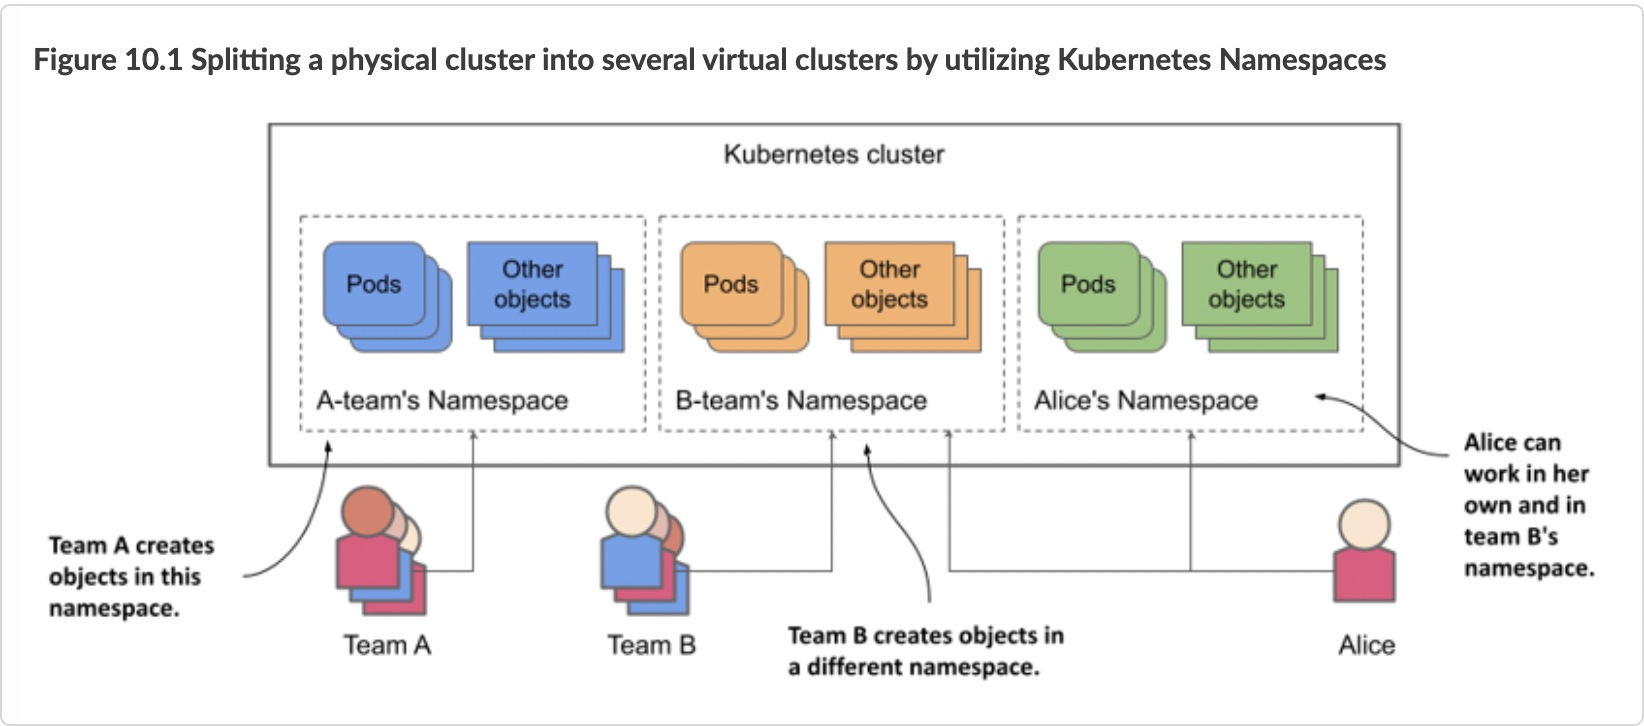 Figure 10.1 Splitting a physical cluster into several virtual clusters by utilizing Kubernetes Namespaces
Kubernetes cluster
Pods
Other
objects
A-team's Namespace
Pods
Other
objects
B-team's Namespace
Pods
Other
objects
Alice's Namespace
Team A creates
objects in this
namespace.
Team A
Team B
Team B creates objects in
a different namespace.
Alice can
work in her
own and in
team B's
namespace.
Alice